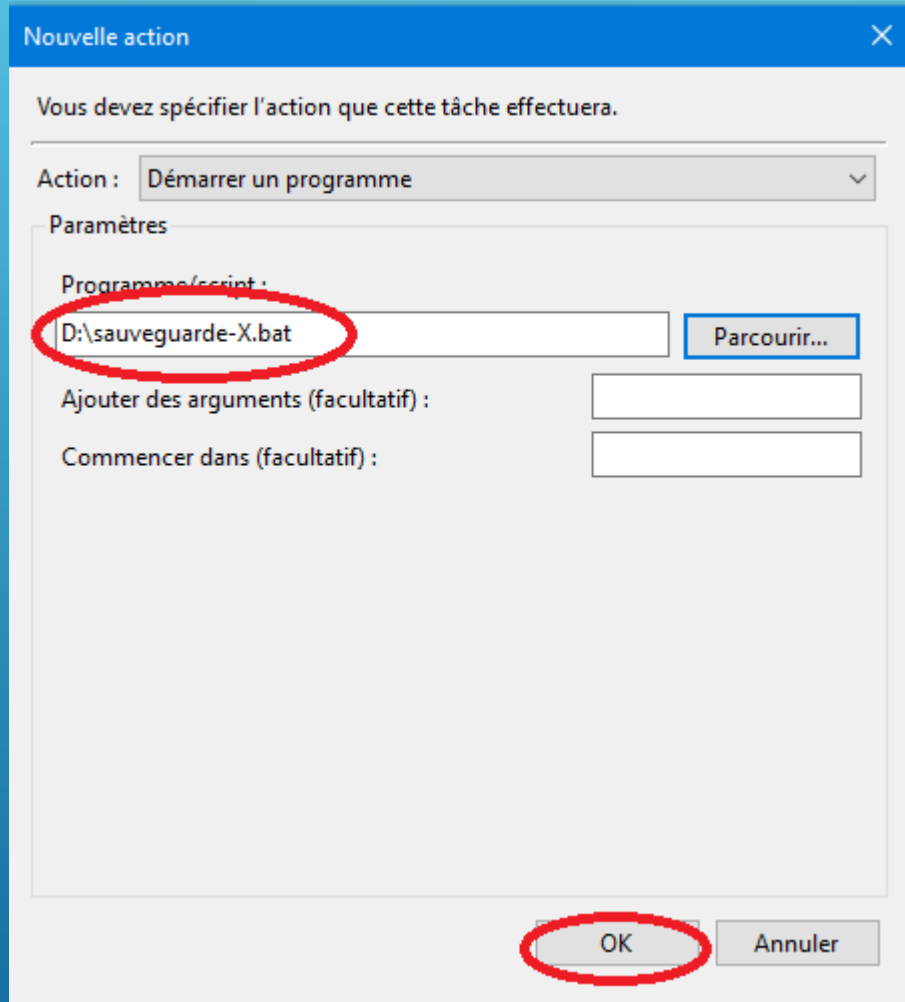 Nouvelle action
Vous devez spécifier l'action que cette tâche effectuera.
Action : Démarrer un programme
Paramètres
Programme/script :
D:\sauveguarde-X.bat Parcourir...
Ajouter des arguments (facultatif) :
Commencer dans (facultatif) :
OK Annuler